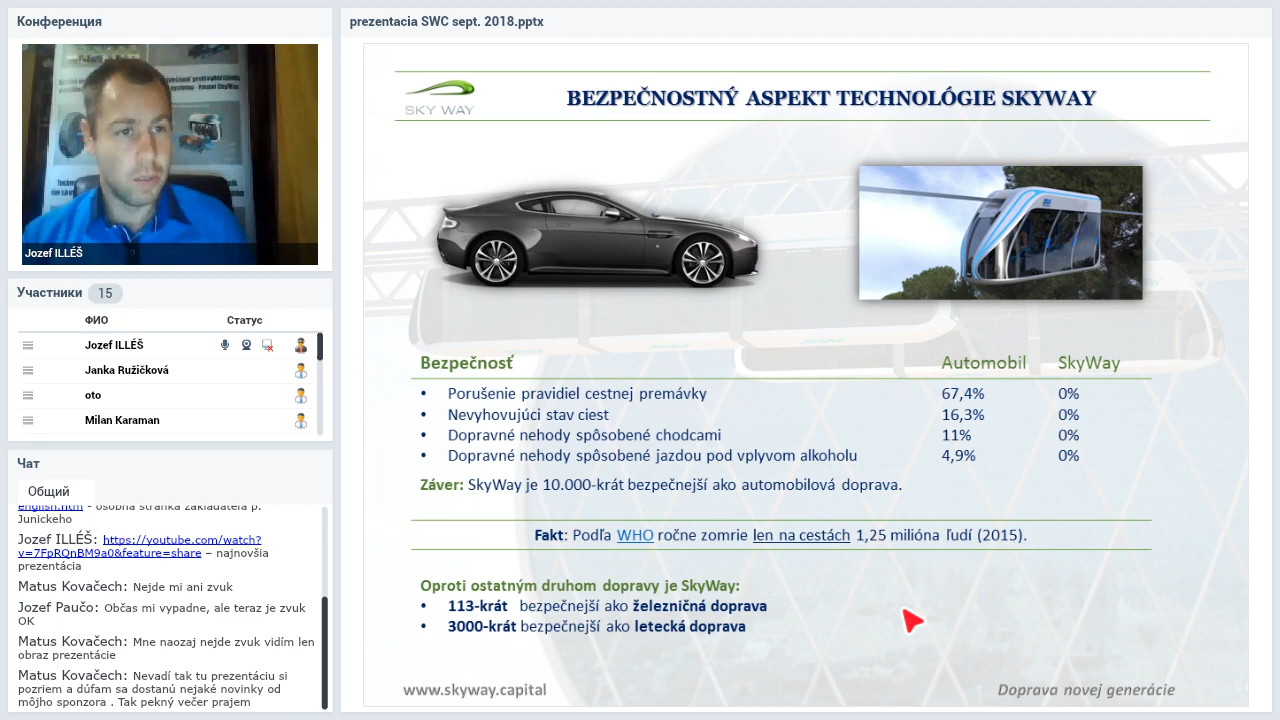 Конференция
Jozef ILLÉŠ
Участники 15
ФИО Статус
Jozef ILLÉŠ
Janka Ružičková
oto
Milan Karaman
Чат
Общий
english.htm - osobná stránka zakladateľa p.
Junickeho
Jozef ILLÉŠ: https://youtube.com/watch?
v=7FpRQnBM9a0&feature=share – najnovšia
prezentácia
Matus Kovačech: Nejde mi ani zvuk
Jozef Paučo: Občas mi vypadne, ale teraz je zvuk
OK
Matus Kovačech: Mne naozaj nejde zvuk vidím len
obraz prezentácie
Matus Kovačech: Nevadí tak tu prezentáciu si
pozriem a dúfam sa dostanú nejaké novinky od
môjho sponzora . Tak pekný večer prajem
prezentacia SWC sept. 2018.pptx
SKY WAY
BEZPEČNOSTNÝ ASPEKT TECHNOLÓGIE SKYWAY
Bezpečnosť Automobil SkyWay
• Porušenie pravidiel cestnej premávky 67,4% 0%
• Nevyhovujúci stav ciest 16,3% 0%
• Dopravné nehody spôsobené chodcami 11% 0%
• Dopravné nehody spôsobené jazdou pod vplyvom alkoholu 4,9% 0%
Záver: SkyWay je 10.000-krát bezpečnejší ako automobilová doprava.
Fakt: Podľa WHO ročne zomrie len na cestách 1,25 milióna ľudí (2015).
Oproti ostatným druhom dopravy je SkyWay:
• 113-krát bezpečnejší ako železničná doprava
• 3000-krát bezpečnejší ako letecká doprava
www.skyway.capital
Doprava novej generácie